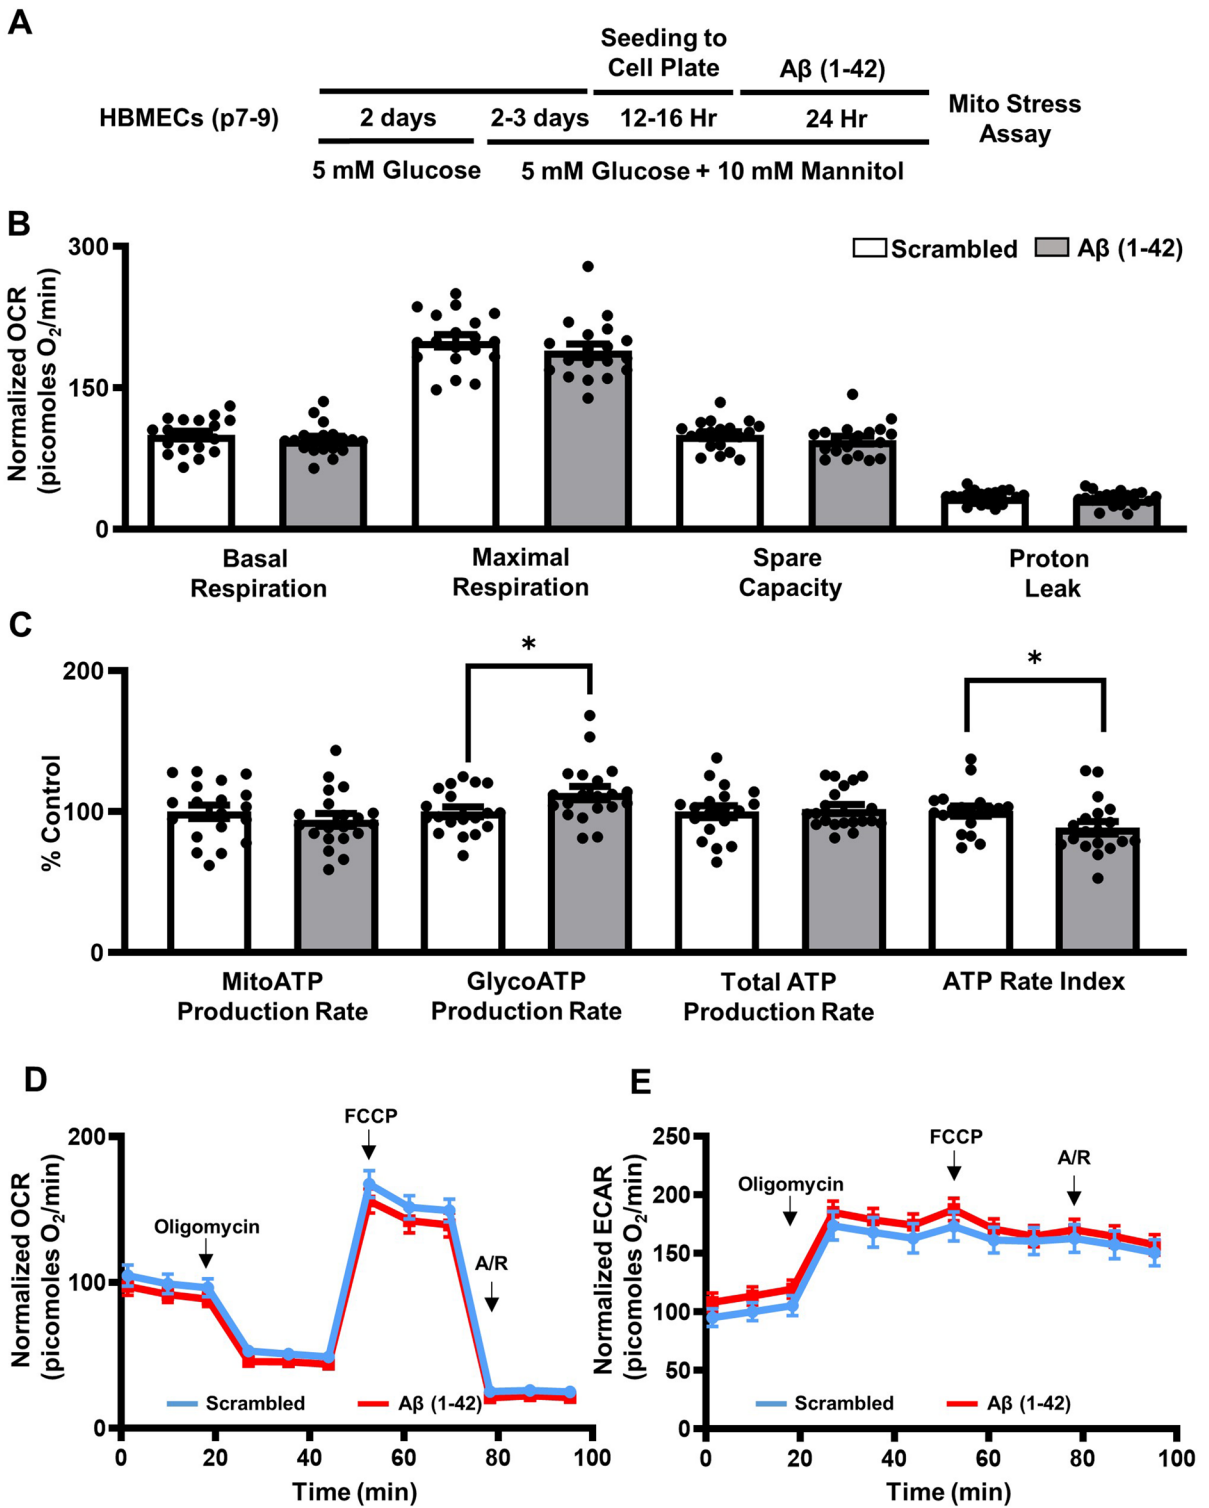 A
Seeding to
Cell Plate
Aβ (1-42)
HBMECs (p7-9)
2 days
2-3 days
12-16 Hr
24 Hr
Mito Stress
Assay
5 mM Glucose
5 mM Glucose + 10 mM Mannitol
B
Normalized OCR
(picomoles O2/min)
300
150
0
Scrambled
Aβ (1-42)
Basal
Respiration
Maximal
Respiration
Spare
Capacity
Proton
Leak
C
% Control
200
100
0
*
*
MitoATP
Production Rate
GlycoATP
Production Rate
Total ATP
Production Rate
ATP Rate Index
D
Normalized OCR
(picomoles O2/min)
200
100
0
Oligomycin
FCCP
A/R
Scrambled
Aβ (1-42)
0 20 40 60 80 100
Time (min)
E
Normalized ECAR
(picomoles O2/min)
250
200
150
100
50
0
Oligomycin
FCCP
A/R
Scrambled
Aβ (1-42)
0 20 40 60 80 100
Time (min)